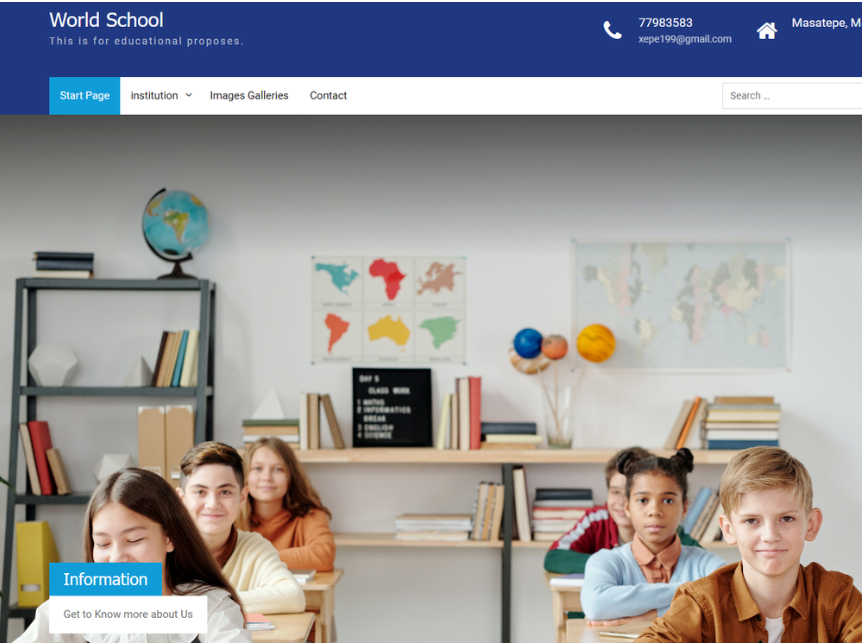 World School
This is for educational proposes.
77983583
xepe199@gmail.com
Masatepe, M
Start Page
institution
Images Galleries
Contact
Search ...
DAY 5
CLASS WORK
1 MATHS
2 INFORMATICS
BREAK
3 ENGLISH
4 SCIENCE
Information
Get to Know more about Us